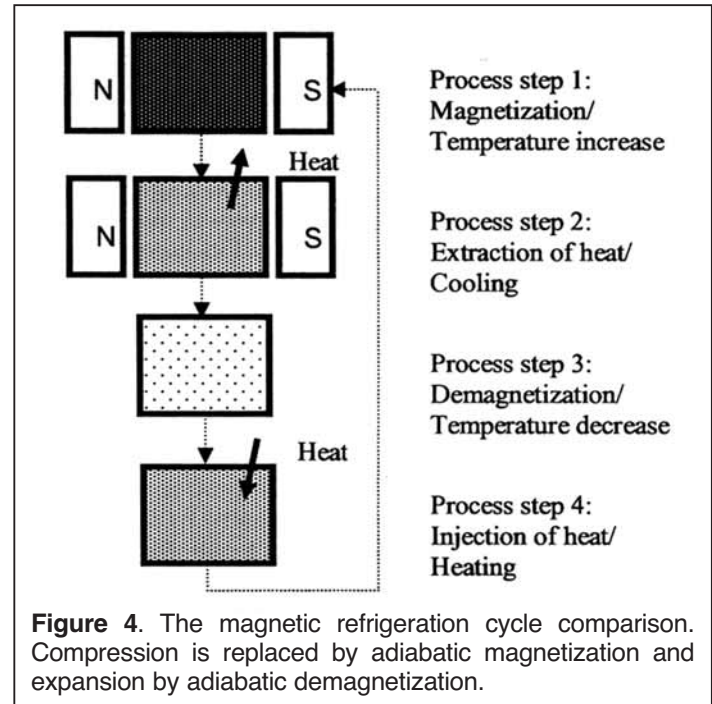 N
S
Process step 1:
Magnetization/
Temperature increase
Heat
N
S
Process step 2:
Extraction of heat/
Cooling
Process step 3:
Demagnetization/
Temperature decrease
Heat
Process step 4:
Injection of heat/
Heating
Figure 4. The magnetic refrigeration cycle comparison.
Compression is replaced by adiabatic magnetization and
expansion by adiabatic demagnetization.